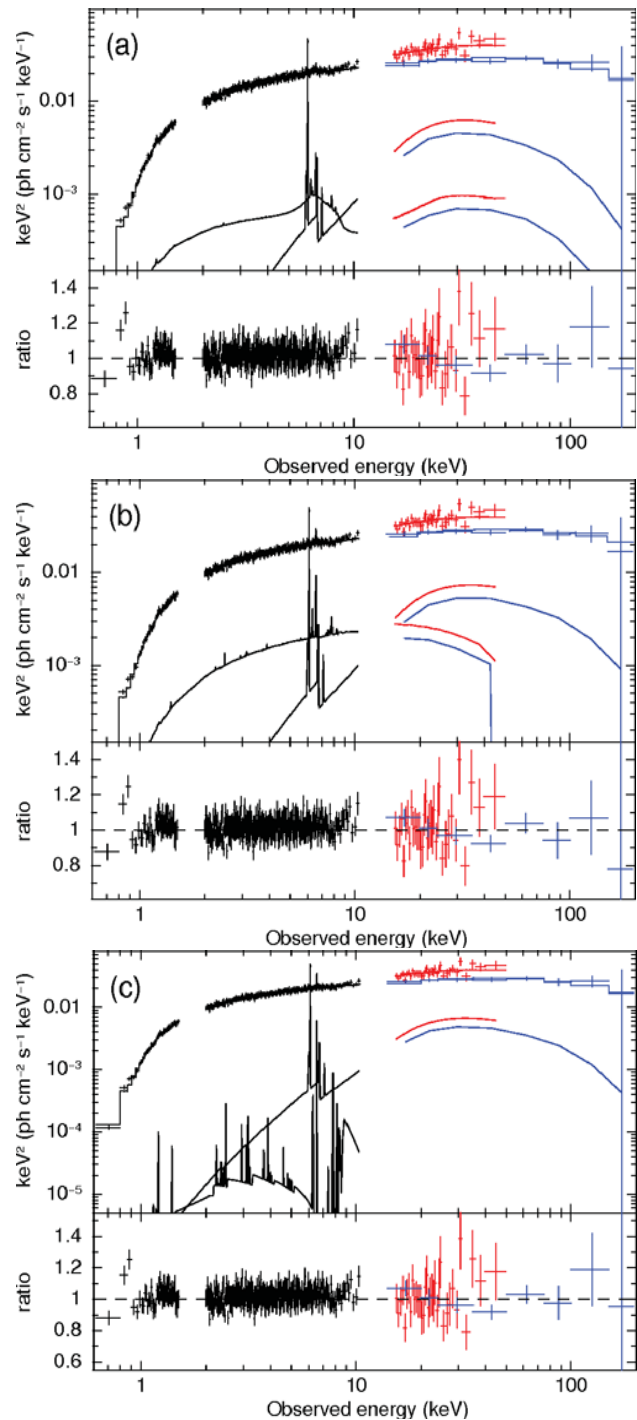 (a)
keV² (ph cm⁻² s⁻¹ keV⁻¹)
0.01
10⁻³
ratio
1.4
1.2
1
0.8
1
10
100
Observed energy (keV)
(b)
keV² (ph cm⁻² s⁻¹ keV⁻¹)
0.01
10⁻³
ratio
1.4
1.2
1
0.8
1
10
100
Observed energy (keV)
(c)
keV² (ph cm⁻² s⁻¹ keV⁻¹)
0.01
10⁻³
10⁻⁴
10⁻⁵
ratio
1.4
1.2
1
0.8
0.6
1
10
100
Observed energy (keV)